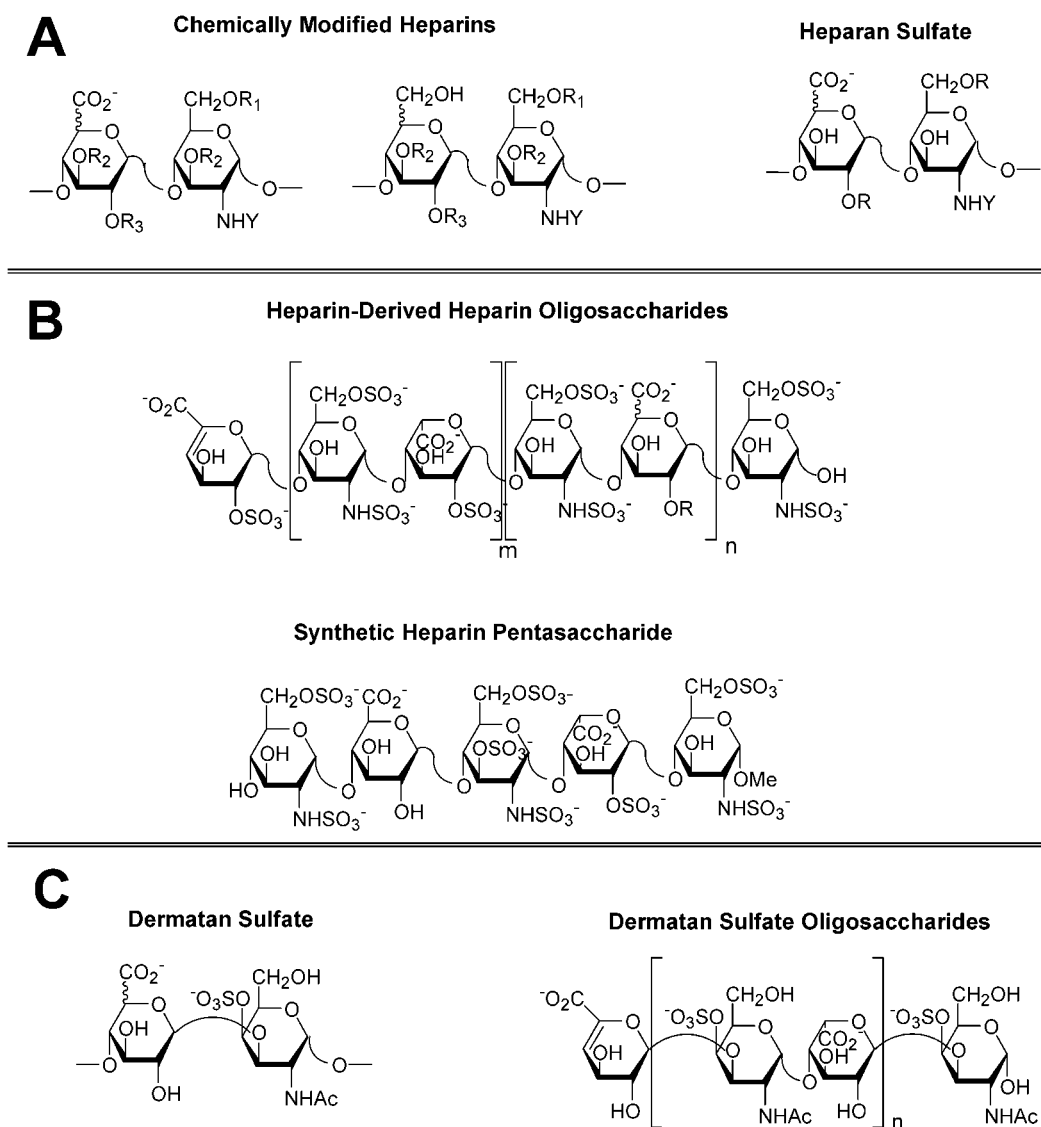 A
Chemically Modified Heparins
Heparan Sulfate
CO₂⁻ CH₂OR₁ CH₂OH CH₂OR₁ CO₂⁻ CH₂OR
O O O O O O
OR₂ OR₂ OR₂ OR₂ OH OH
O O O O O O
OR₃ NHY OR₃ NHY OR NHY
B
Heparin-Derived Heparin Oligosaccharides
⁻O₂C CH₂OSO₃⁻ CH₂OSO₃⁻ CO₂⁻ CH₂OSO₃⁻
O O O O O O
OH OH CO₂⁻ OH OH OH OH
O O O O O OH
OSO₃⁻ NHSO₃⁻ OSO₃⁻ NHSO₃⁻ OR NHSO₃⁻
m n
Synthetic Heparin Pentasaccharide
CH₂OSO₃⁻ CO₂⁻ CH₂OSO₃– CH₂OSO₃⁻
O O O O O
OH OH OSO₃⁻ CO₂⁻ OH OH
HO O O O O OMe
NHSO₃⁻ OH NHSO₃⁻ OSO₃⁻ NHSO₃⁻
C
Dermatan Sulfate
Dermatan Sulfate Oligosaccharides
CO₂⁻ ⁻O₃SO CH₂OH ⁻O₂C ⁻O₃SO CH₂OH ⁻O₃SO CH₂OH
O O O O O O
OH O OH O CO₂⁻ OH O
O O O OH
OH NHAc HO NHAc HO NHAc
n